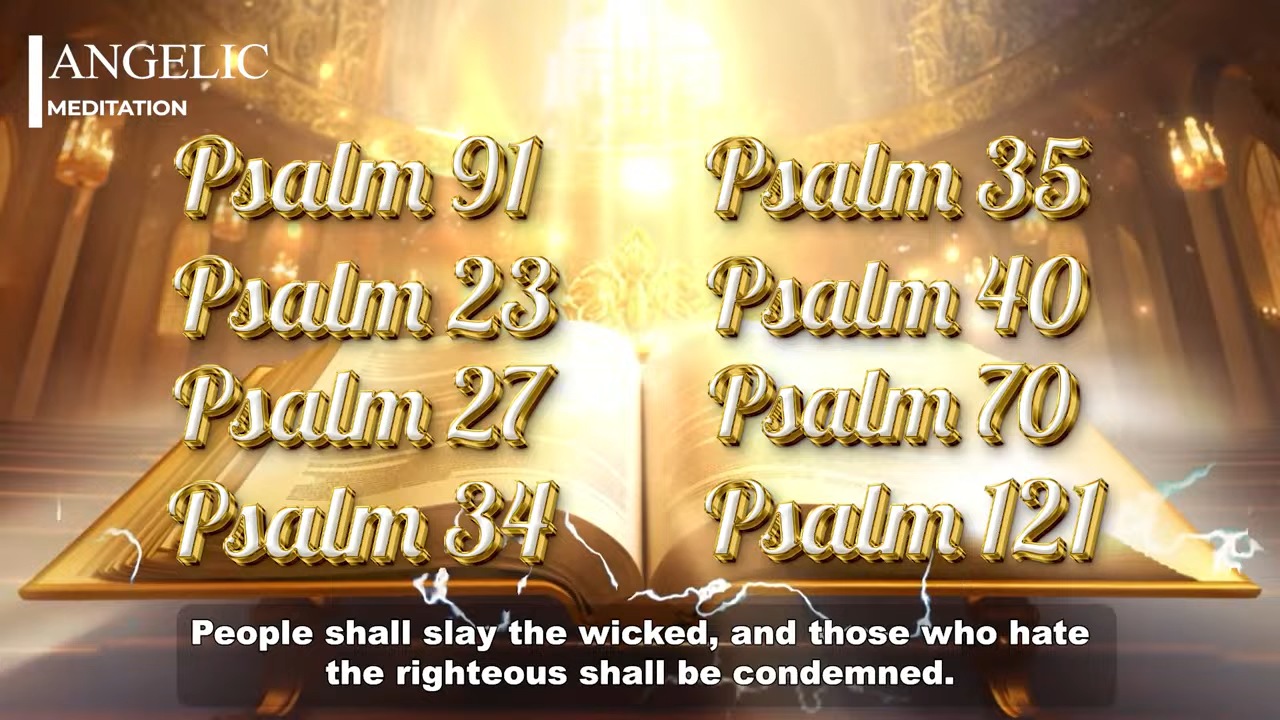 ANGELIC
MEDITATION
Psalm 91
Psalm 23
Psalm 27
Psalm 34
Psalm 35
Psalm 40
Psalm 70
Psalm 121
People shall slay the wicked, and those who hate
the righteous shall be condemned.